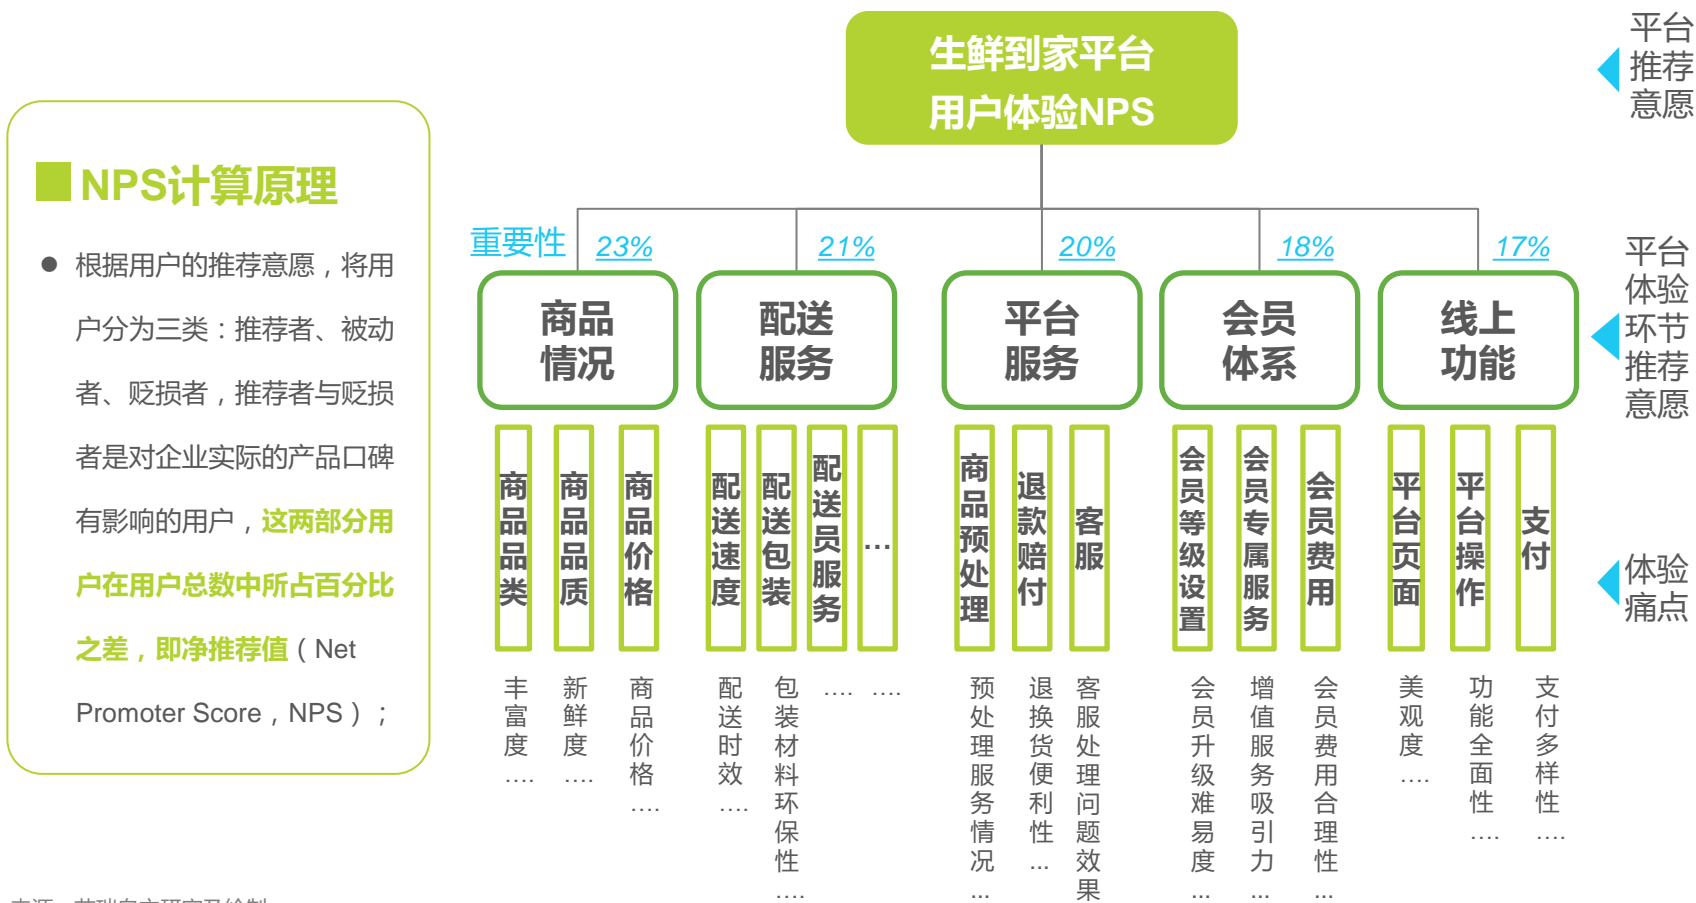 生鲜到家平台
用户体验NPS
平台
推荐
意愿
NPS计算原理
● 根据用户的推荐意愿，将用
户分为三类：推荐者、被动
者、贬损者，推荐者与贬损
者是对企业实际的产品口碑
有影响的用户，这两部分用
户在用户总数中所占百分比
之差，即净推荐值（Net
Promoter Score，NPS）；
重要性 23% 21% 20% 18% 17%
商品
情况
配送
服务
平台
服务
会员
体系
线上
功能
平台
体验
环节
推荐
意愿
商品品类
商品品质
商品价格
配送速度
配送包装
配送员服务
…
商品预处理
退款赔付
客服
会员等级设置
会员专属服务
会员费用
平台页面
平台操作
支付
体验
痛点
丰富度….
新鲜度….
商品价格….
配送时效….
包装材料环保性….
….
….
预处理服务情况...
退换货便利性...
客服处理问题效果
会员升级难易度...
增值服务吸引力...
会员费用合理性...
美观度….
功能全面性….
支付多样性….